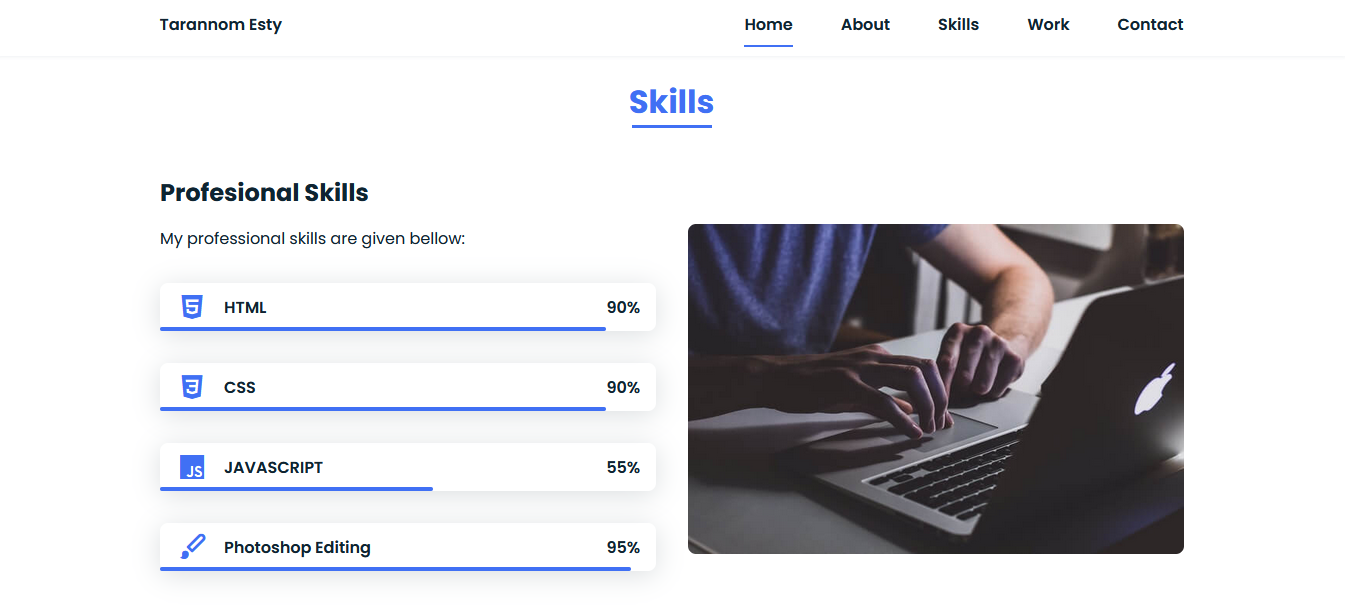 Tarannom Esty
Home About Skills Work Contact
Skills
Profesional Skills
My professional skills are given bellow:
HTML 90%
CSS 90%
JS JAVASCRIPT 55%
Photoshop Editing 95%